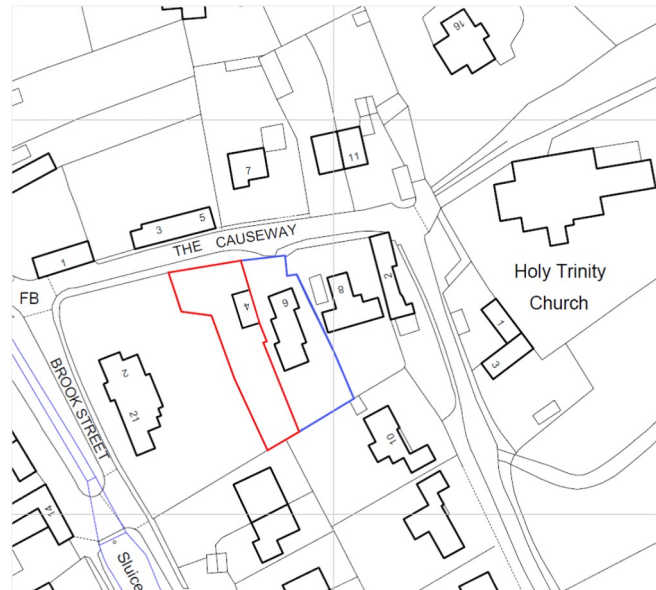 16
7
11
5
3
THE CAUSEWAY
1
FB
2
4
6
8
Holy Trinity
Church
1
3
2
21
BROOK STREET
10
14
Sluice